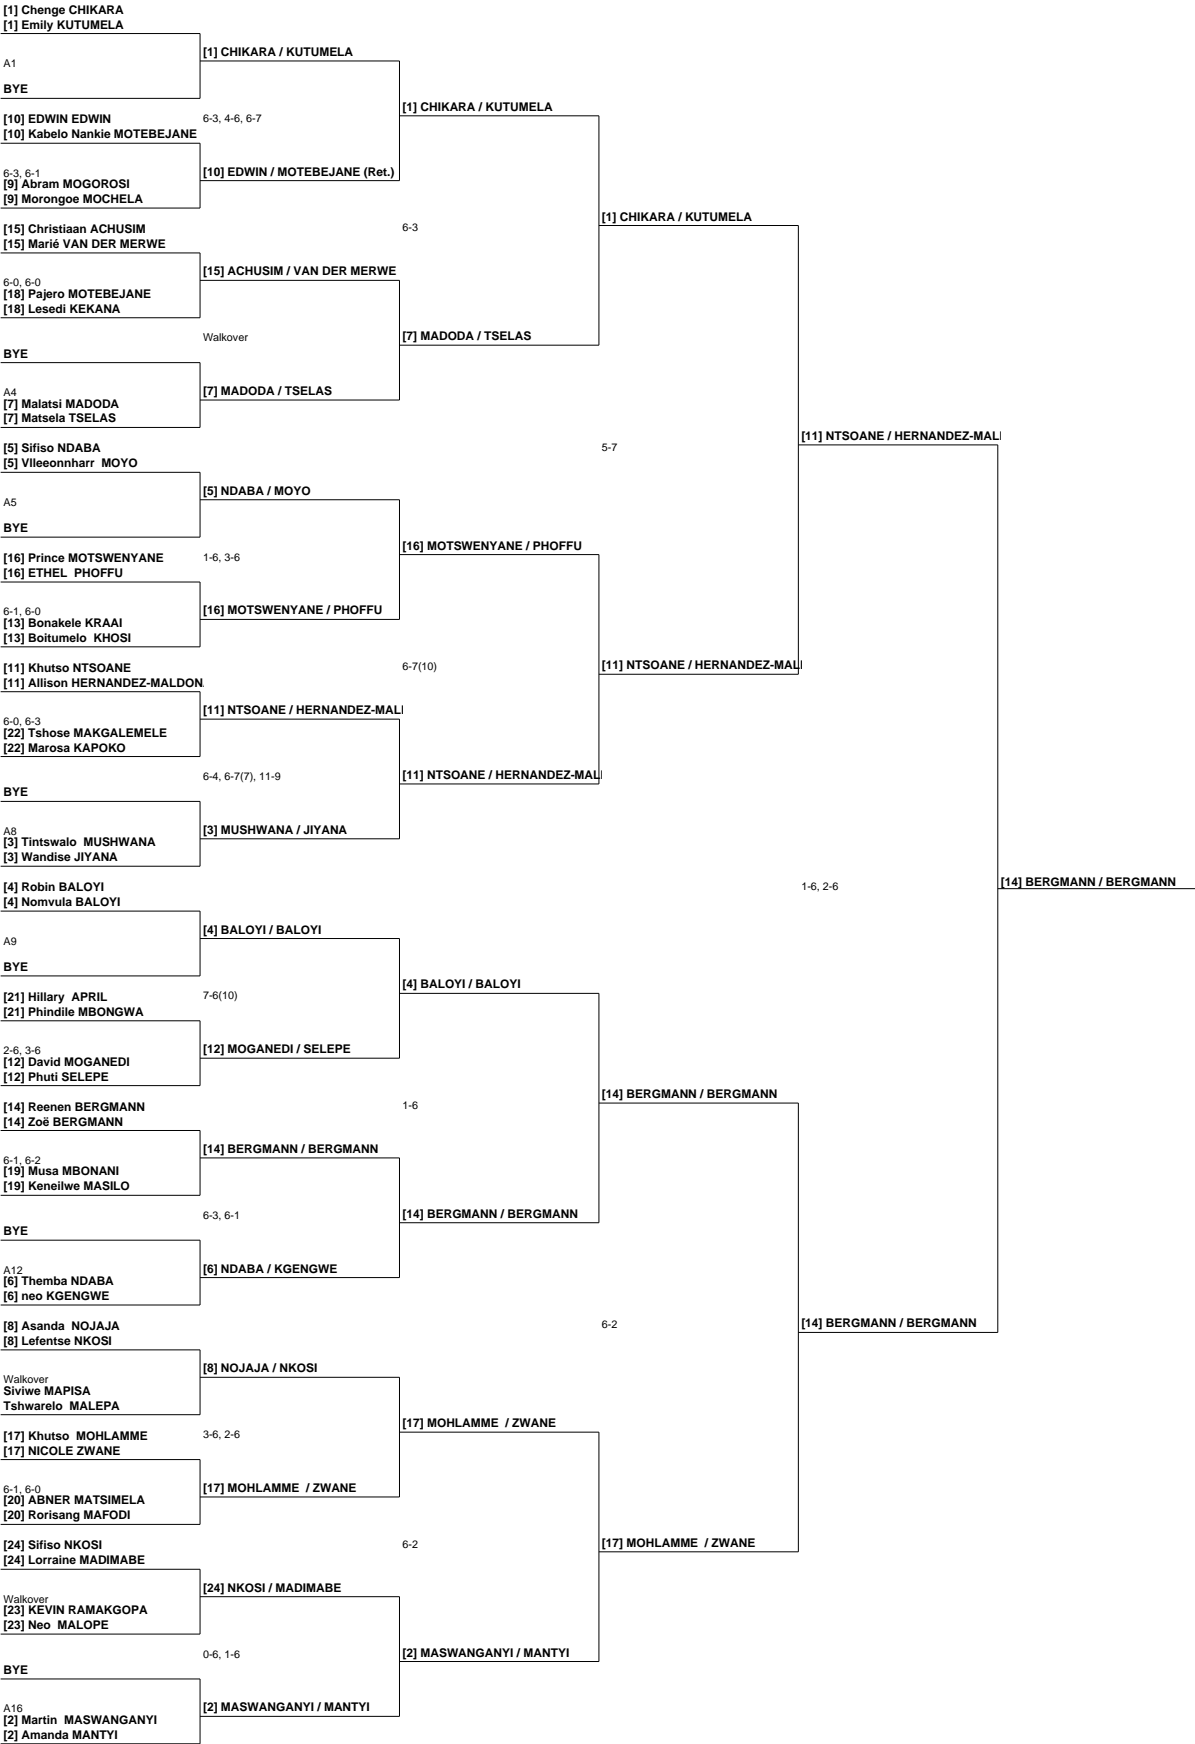 [1] Chenge CHIKARA
[1] Emily KUTUMELA
[1] CHIKARA / KUTUMELA
A1
BYE
[1] CHIKARA / KUTUMELA
[10] EDWIN EDWIN
6-3, 4-6, 6-7
[10] Kabelo Nankie MOTEBEJANE
6-3, 6-1
[10] EDWIN / MOTEBEJANE (Ret.)
[9] Abram MOGOROSI
[9] Morongoe MOCHELA
[1] CHIKARA / KUTUMELA
[15] Christiaan ACHUSIM
6-3
[15] Marié VAN DER MERWE
[15] ACHUSIM / VAN DER MERWE
6-0, 6-0
[18] Pajero MOTEBEJANE
[18] Lesedi KEKANA
Walkover
[7] MADODA / TSELAS
BYE
A4
[7] MADODA / TSELAS
[7] Malatsi MADODA
[7] Matsela TSELAS
[11] NTSOANE / HERNANDEZ-MAL
[5] Sifiso NDABA
5-7
[5] Vlleeonnharr MOYO
[5] NDABA / MOYO
A5
BYE
[16] MOTSWENYANE / PHOFFU
[16] Prince MOTSWENYANE
1-6, 3-6
[16] ETHEL PHOFFU
6-1, 6-0
[16] MOTSWENYANE / PHOFFU
[13] Bonakele KRAAI
[13] Boitumelo KHOSI
[11] Khutso NTSOANE
6-7(10)
[11] NTSOANE / HERNANDEZ-MAL
[11] Allison HERNANDEZ-MALDON
[11] NTSOANE / HERNANDEZ-MAL
6-0, 6-3
[22] Tshose MAKGALEMELE
[22] Marosa KAPOKO
6-4, 6-7(7), 11-9
[11] NTSOANE / HERNANDEZ-MAL
BYE
A8
[3] MUSHWANA / JIYANA
[3] Tintswalo MUSHWANA
[3] Wandise JIYANA
[4] Robin BALOYI
1-6, 2-6
[14] BERGMANN / BERGMANN
[4] Nomvula BALOYI
[4] BALOYI / BALOYI
A9
BYE
[4] BALOYI / BALOYI
[21] Hillary APRIL
7-6(10)
[21] Phindile MBONGWA
2-6, 3-6
[12] MOGANEDI / SELEPE
[12] David MOGANEDI
[12] Phuti SELEPE
[14] BERGMANN / BERGMANN
[14] Reenen BERGMANN
1-6
[14] Zoë BERGMANN
[14] BERGMANN / BERGMANN
6-1, 6-2
[19] Musa MBONANI
[19] Keneilwe MASILO
6-3, 6-1
[14] BERGMANN / BERGMANN
BYE
A12
[6] NDABA / KGENGWE
[6] Themba NDABA
[6] neo KGENGWE
[8] Asanda NOJAJA
6-2
[14] BERGMANN / BERGMANN
[8] Lefentse NKOSI
[8] NOJAJA / NKOSI
Walkover
Siviwe MAPISA
Tshwarelo MALEPA
[17] MOHLAMME / ZWANE
[17] Khutso MOHLAMME
3-6, 2-6
[17] NICOLE ZWANE
6-1, 6-0
[17] MOHLAMME / ZWANE
[20] ABNER MATSIMELA
[20] Rorisang MAFODI
[24] Sifiso NKOSI
6-2
[17] MOHLAMME / ZWANE
[24] Lorraine MADIMABE
[24] NKOSI / MADIMABE
Walkover
[23] KEVIN RAMAKGOPA
[23] Neo MALOPE
0-6, 1-6
[2] MASWANGANYI / MANTYI
BYE
A16
[2] MASWANGANYI / MANTYI
[2] Martin MASWANGANYI
[2] Amanda MANTYI